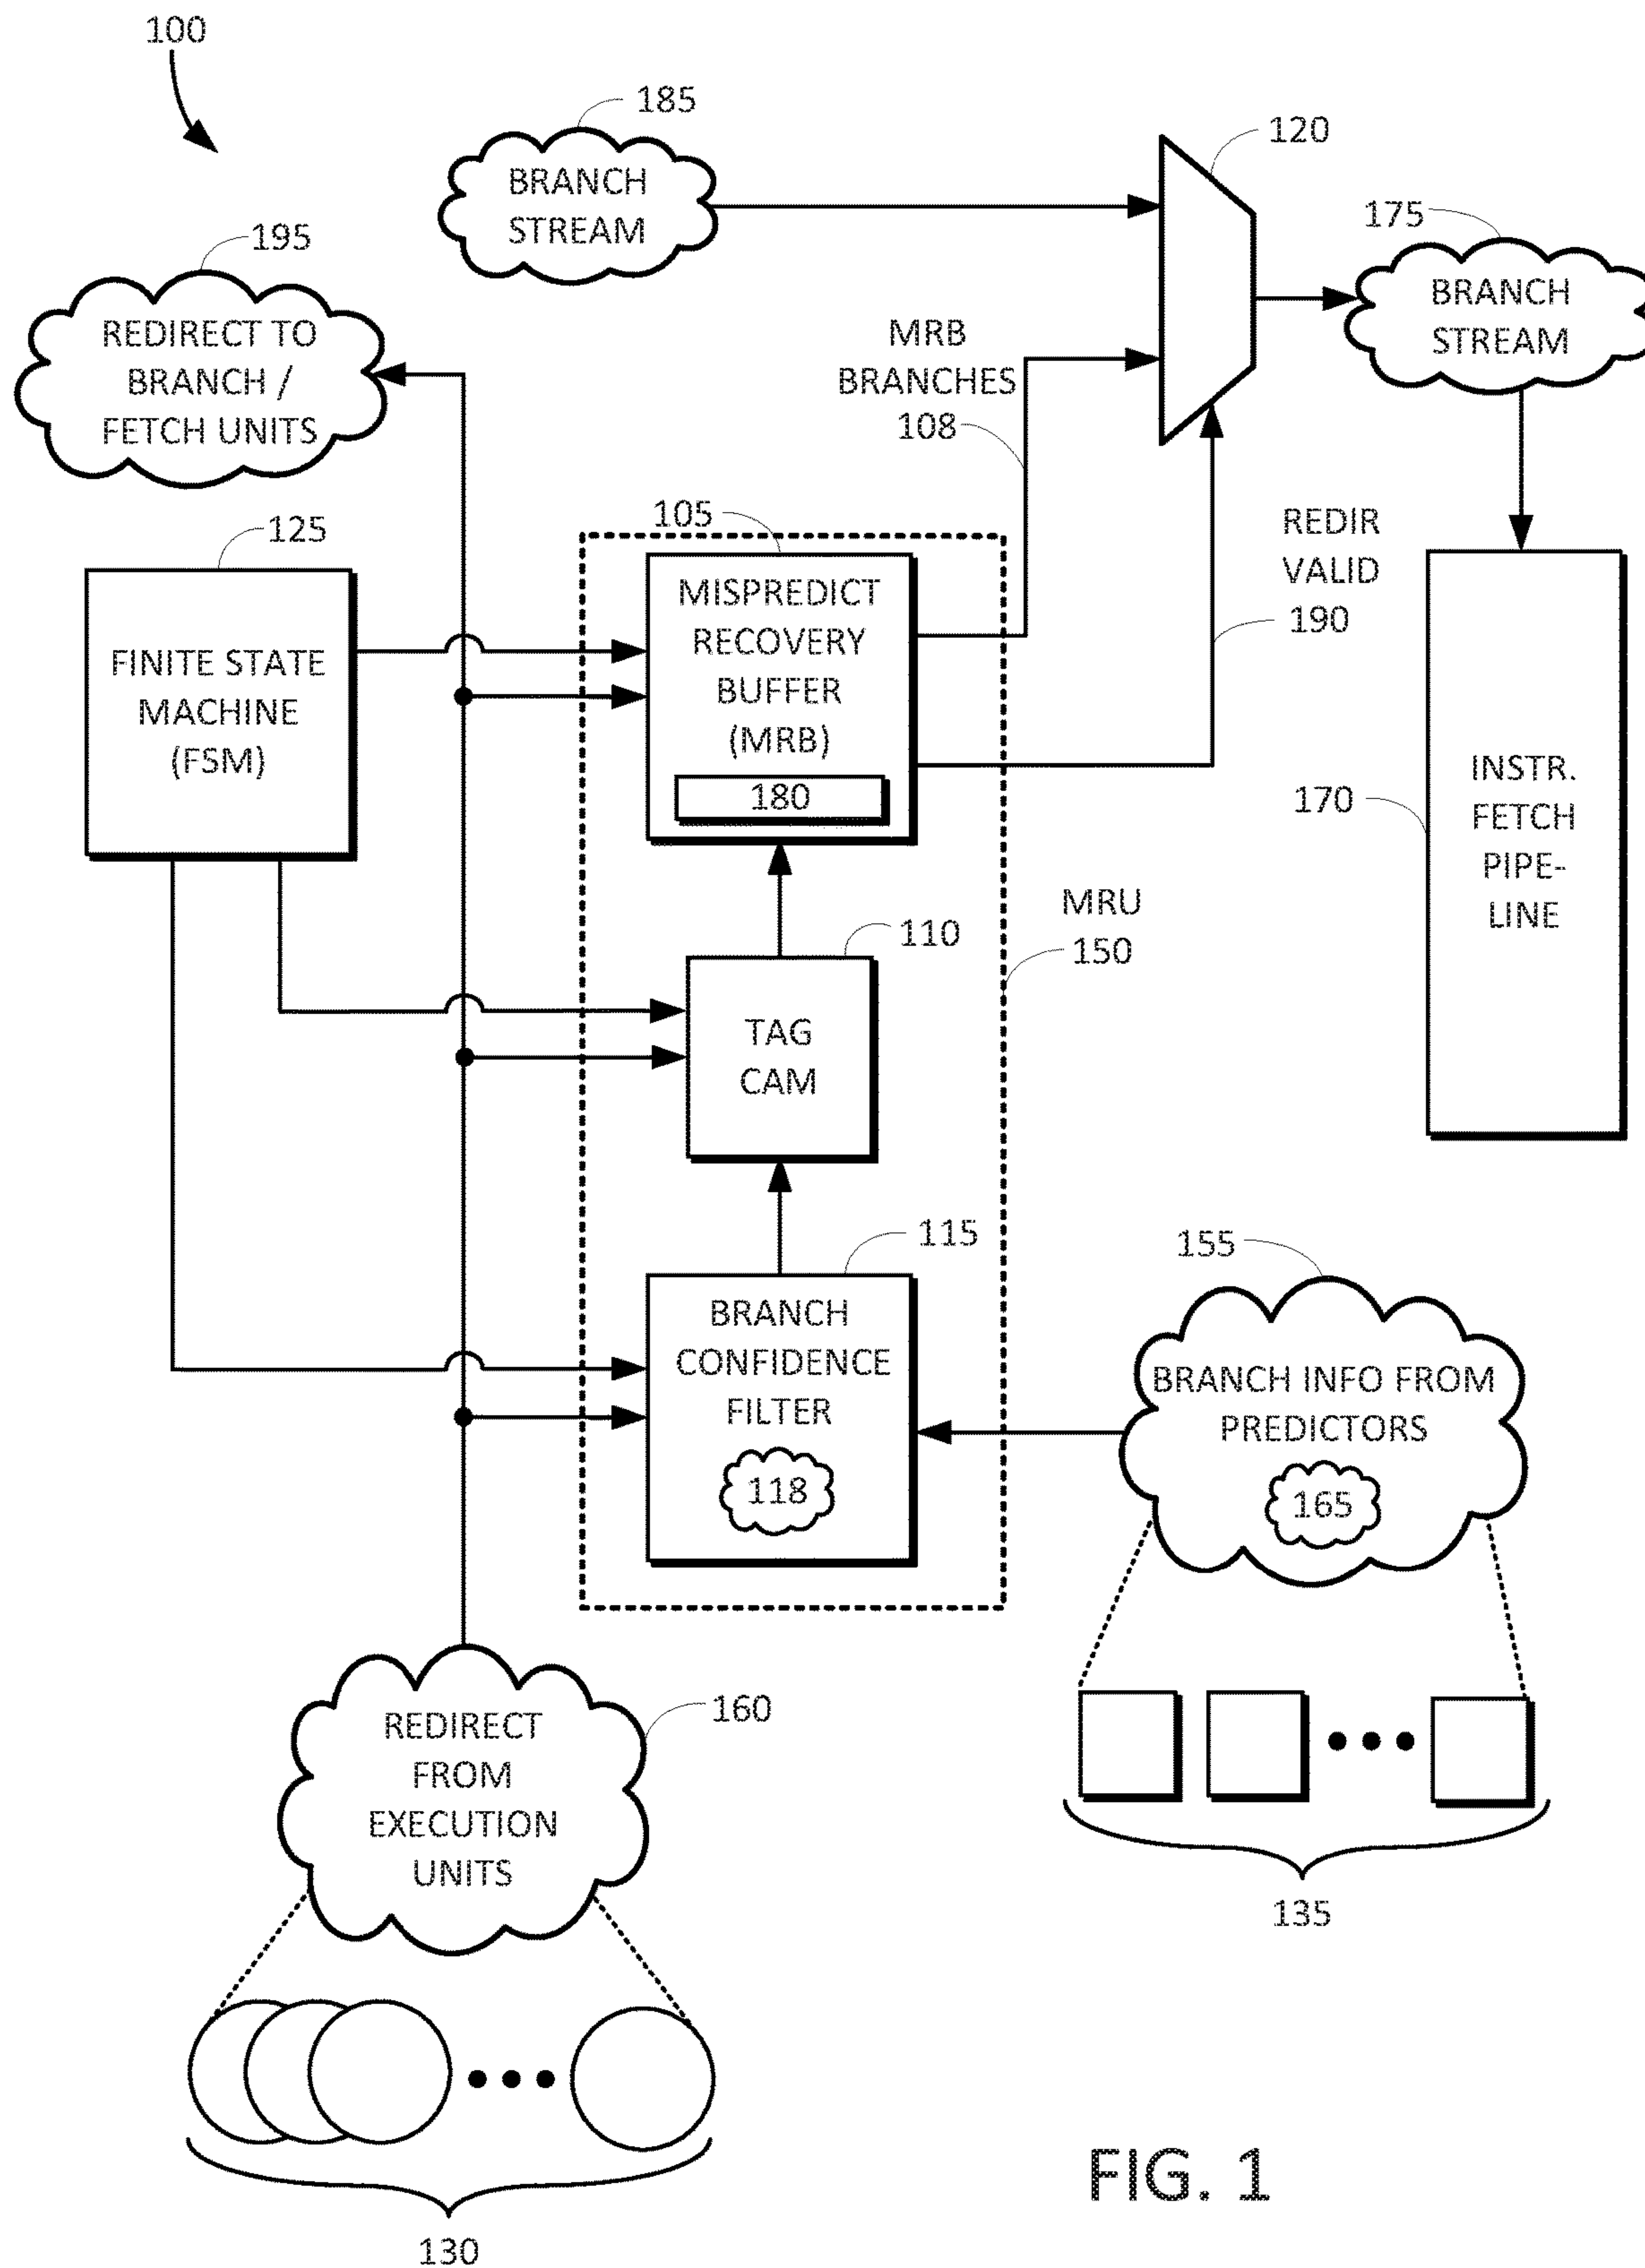 100
185
BRANCH
STREAM
120
175
BRANCH
STREAM
195
REDIRECT TO
BRANCH /
FETCH UNITS
MRB
BRANCHES
108
125
FINITE STATE
MACHINE
(FSM)
105
MISPREDICT
RECOVERY
BUFFER
(MRB)
180
REDIR
VALID
190
170
INSTR.
FETCH
PIPE-
LINE
MRU
150
110
TAG
CAM
115
BRANCH
CONFIDENCE
FILTER
118
155
BRANCH INFO FROM
PREDICTORS
165
160
REDIRECT
FROM
EXECUTION
UNITS
135
130
FIG. 1